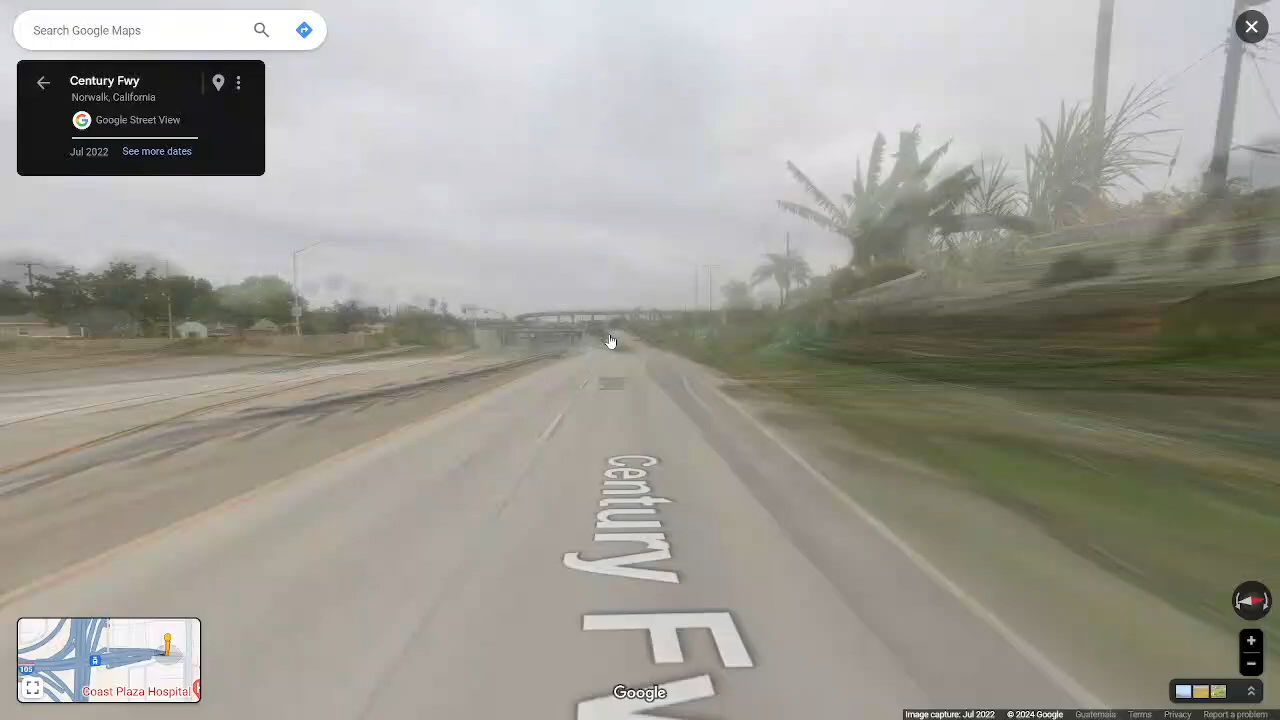 Search Google Maps
Century Fwy
Norwalk, California
Google Street View
Jul 2022 See more dates
Century Fw
105
Coast Plaza Hospital
Google
Image capture: Jul 2022 © 2024 Google Guatemala Terms Privacy Report a problem